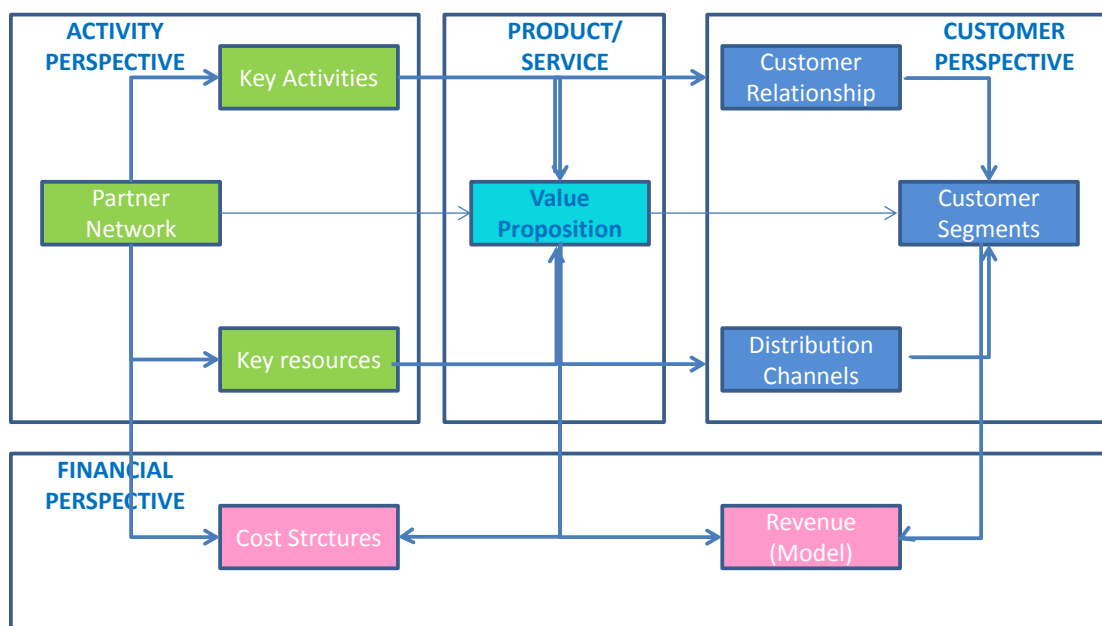 ACTIVITY
PERSPECTIVE
Key Activities
Partner
Network
Key resources
PRODUCT/
SERVICE
Value
Proposition
CUSTOMER
PERSPECTIVE
Customer
Relationship
Customer
Segments
Distribution
Channels
FINANCIAL
PERSPECTIVE
Cost Strctures
Revenue
(Model)